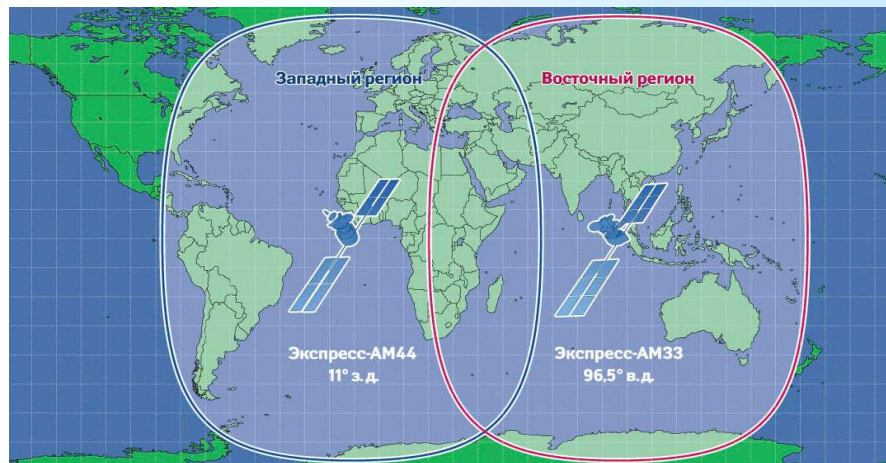 Западный регион
Восточный регион
Экспресс-АМ44
11° з. д.
Экспресс-АМ33
96,5° в. д.